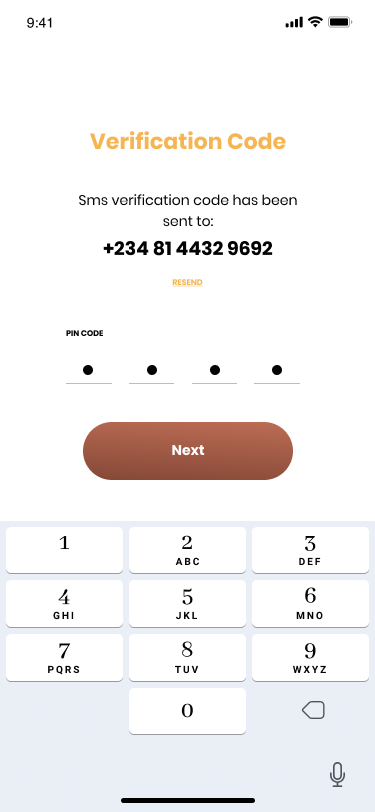 9:41
Verification Code
Sms verification code has been
sent to:
+234 81 4432 9692
RESEND
PIN CODE
Next
1 2 3
ABC DEF
4 5 6
GHI JKL MNO
7 8 9
PQRS TUV WXYZ
0